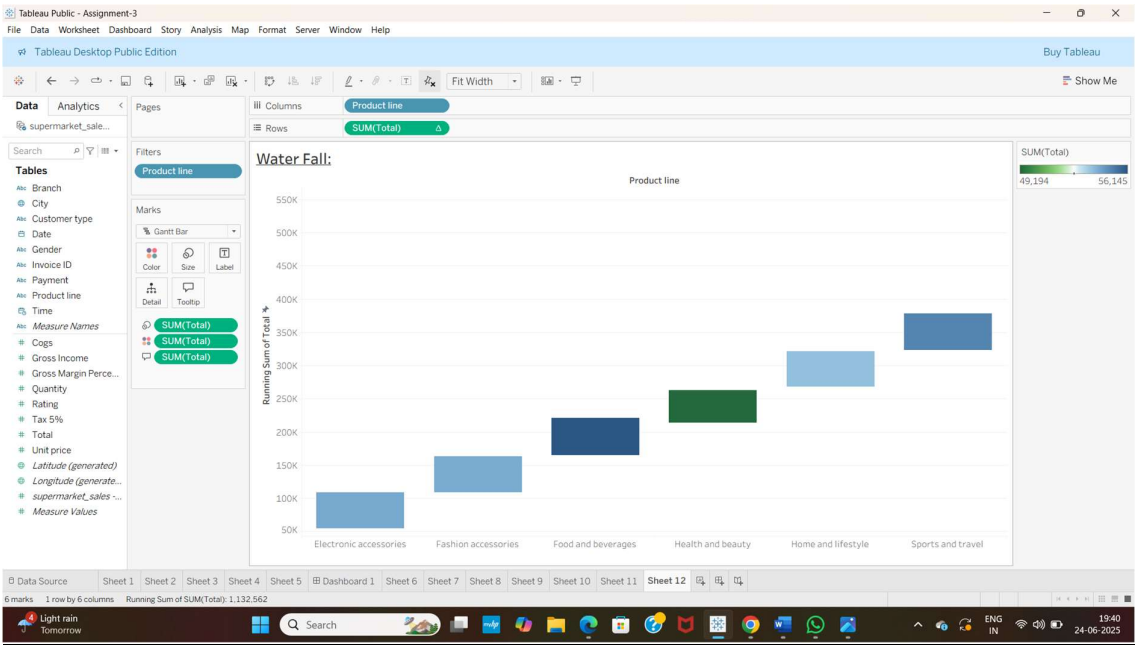 Tableau Public - Assignment-3
File Data Worksheet Dashboard Story Analysis Map Format Server Window Help
Tableau Desktop Public Edition
Buy Tableau
Fit Width
Show Me
Data Analytics
supermarket_sale...
Search
Tables
Abc Branch
City
Abc Customer type
Date
Abc Gender
Abc Invoice ID
Abc Payment
Abc Product line
Time
Abc Measure Names
# Cogs
# Gross Income
# Gross Margin Perce...
# Quantity
# Rating
# Tax 5%
# Total
# Unit price
Latitude (generated)
Longitude (generate...
# supermarket_sales -...
# Measure Values
Pages
Filters
Product line
Marks
Gantt Bar
Color Size Label
Detail Tooltip
SUM(Total)
SUM(Total)
SUM(Total)
Columns Product line
Rows SUM(Total) Δ
Water Fall:
Product line
Running Sum of Total
550K
500K
450K
400K
350K
300K
250K
200K
150K
100K
50K
Electronic accessories Fashion accessories Food and beverages Health and beauty Home and lifestyle Sports and travel
SUM(Total)
49,194 56,145
Data Source Sheet 1 Sheet 2 Sheet 3 Sheet 4 Sheet 5 Dashboard 1 Sheet 6 Sheet 7 Sheet 8 Sheet 9 Sheet 10 Sheet 11 Sheet 12
6 marks 1 row by 6 columns Running Sum of SUM(Total): 1,132,562
4 Light rain
Tomorrow
Search
myhp
ENG
IN
19:40
24-06-2025